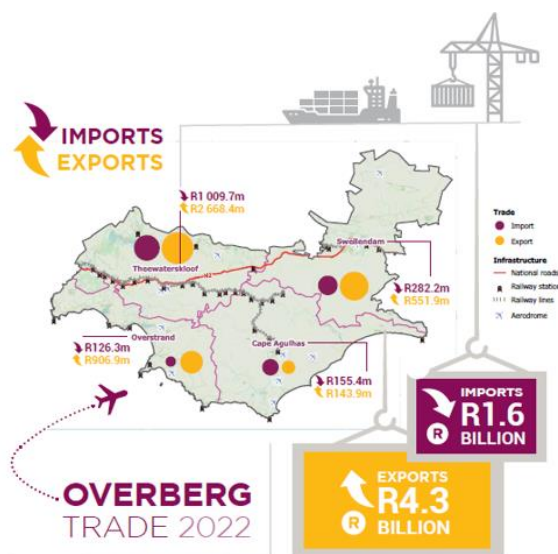 IMPORTS
EXPORTS
R1 009.7m
R2 668.4m
Theewaterskloof
N2
Swellendam
R282.2m
R551.9m
Overstrand
R126.3m
R906.9m
Cape Agulhas
R155.4m
R143.9m
Trade
Import
Export
Infrastructure
National roads
Railway station
Railway lines
Aerodrome
IMPORTS
R1.6
R BILLION
EXPORTS
R4.3
R BILLION
OVERBERG
TRADE 2022